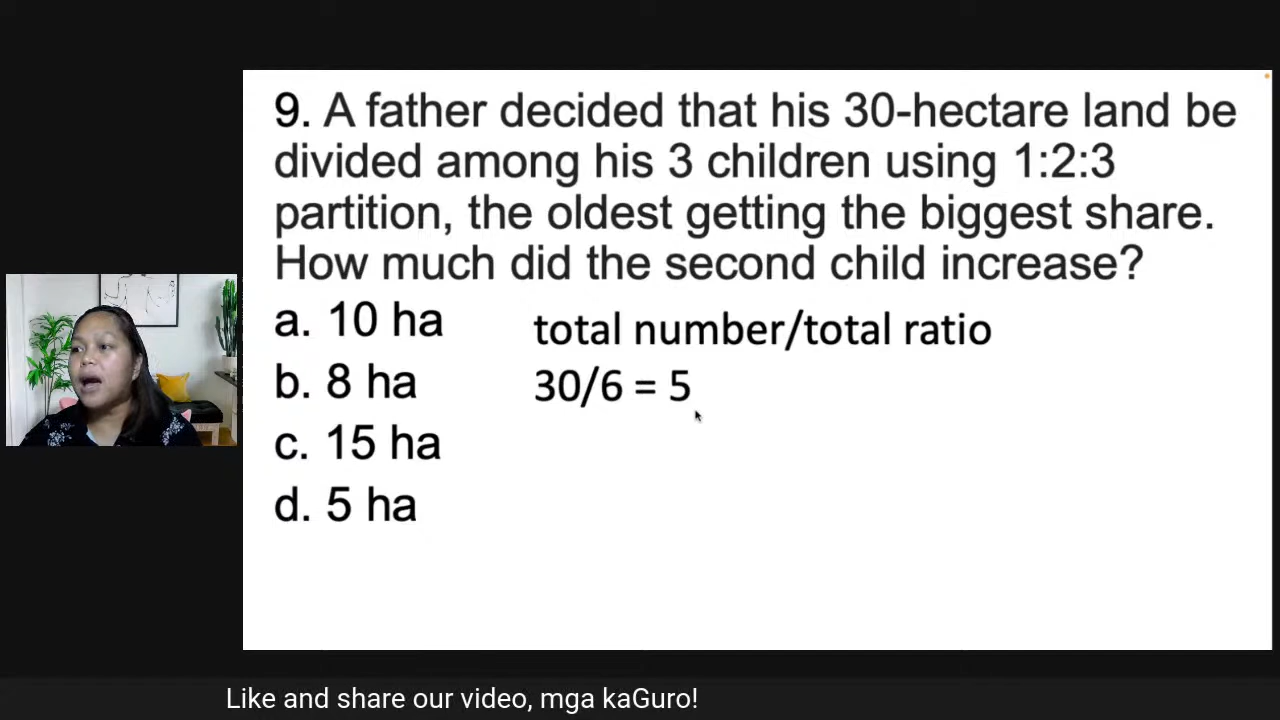 9. A father decided that his 30-hectare land be
divided among his 3 children using 1:2:3
partition, the oldest getting the biggest share.
How much did the second child increase?
a. 10 ha
b. 8 ha
c. 15 ha
d. 5 ha
total number/total ratio
30/6 = 5
Like and share our video, mga kaGuro!